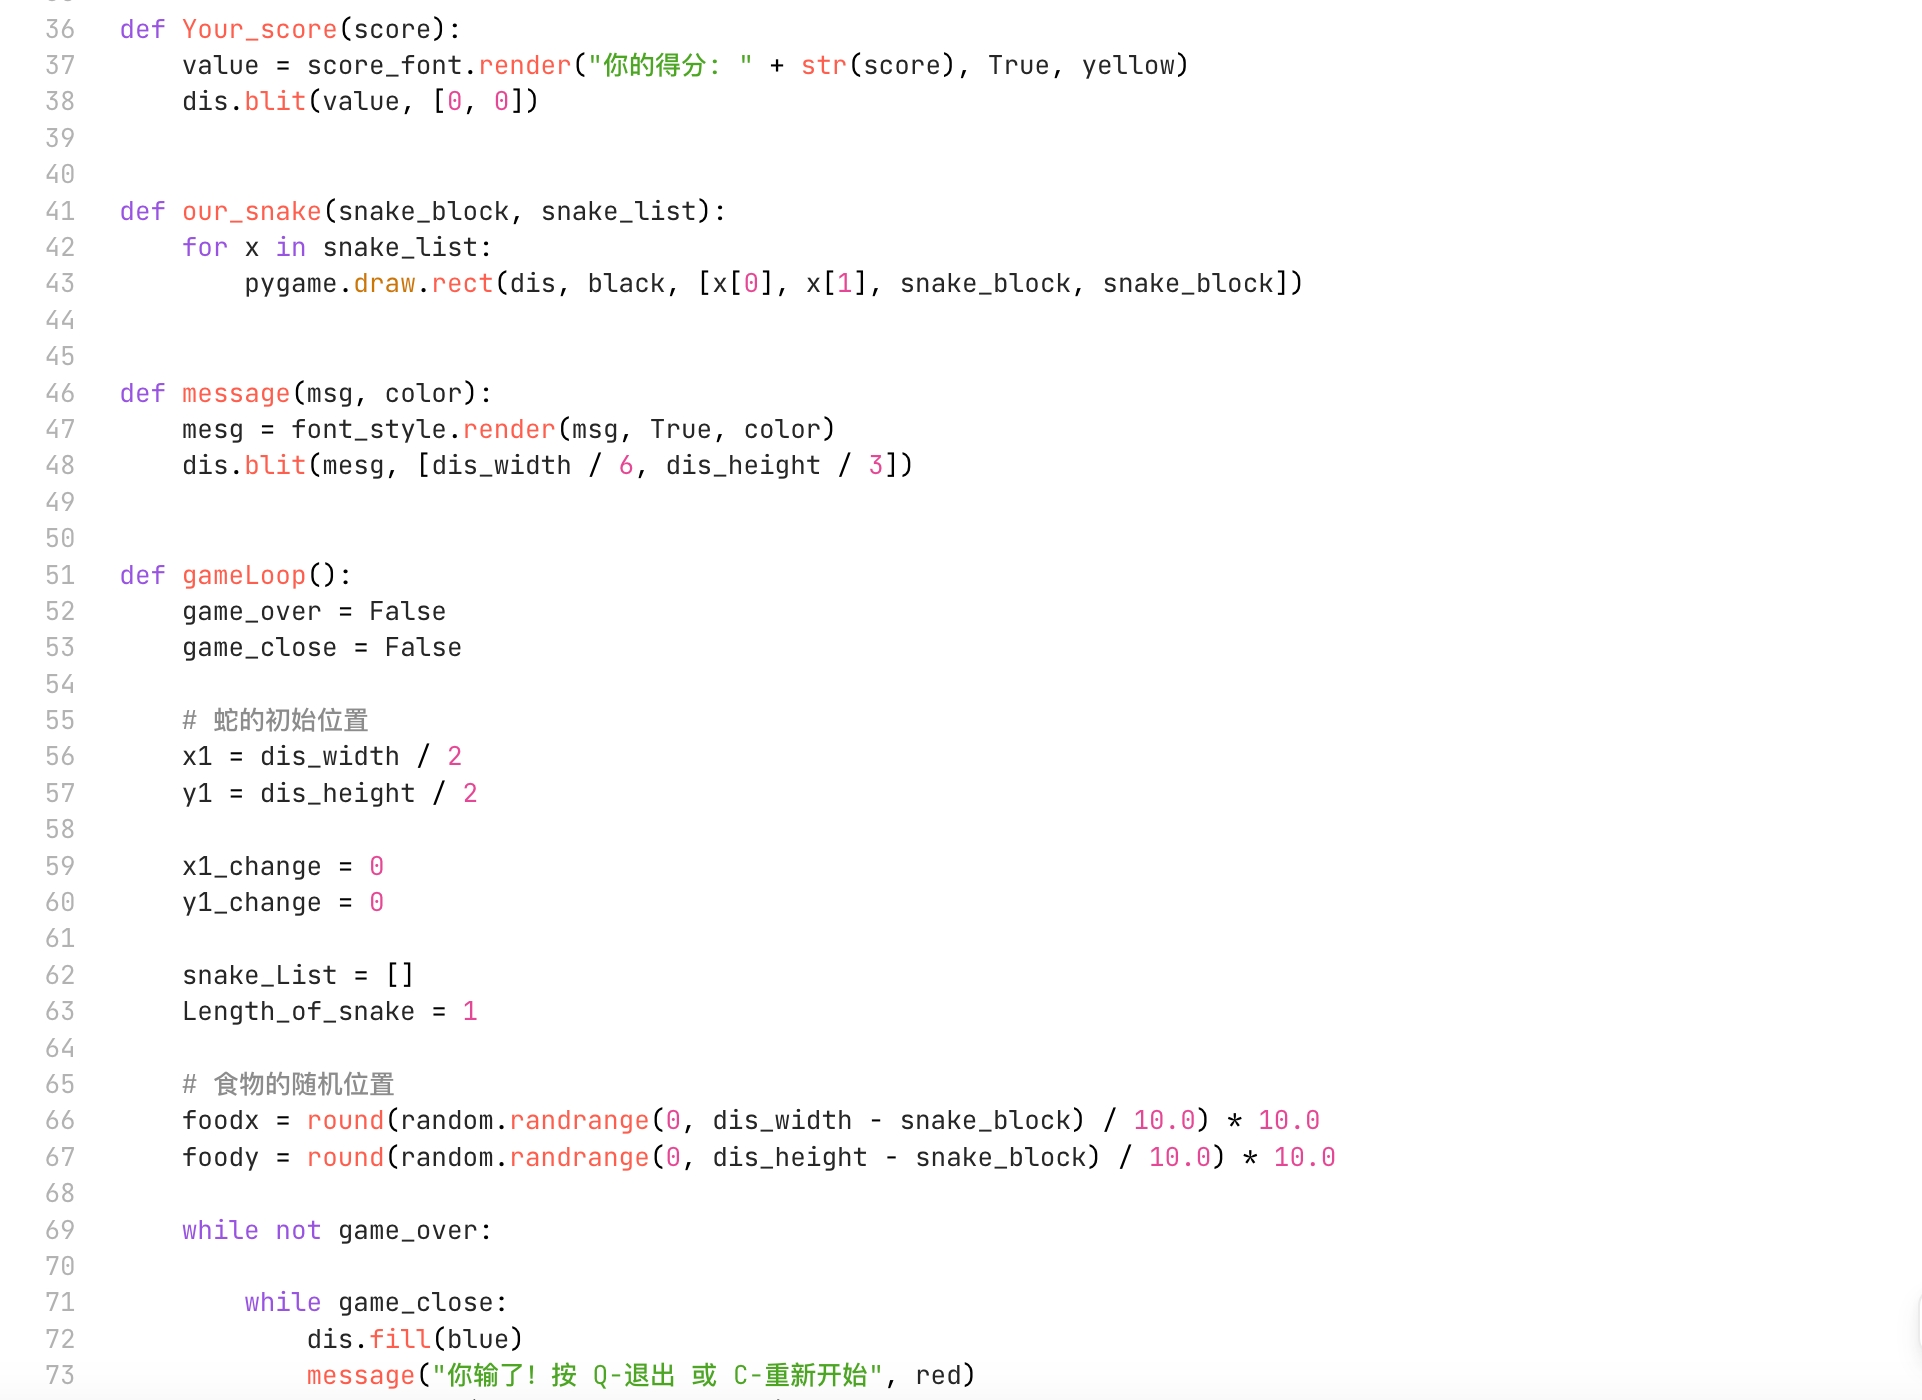 36 def Your_score(score):
37     value = score_font.render("你的得分: " + str(score), True, yellow)
38     dis.blit(value, [0, 0])
39
40
41 def our_snake(snake_block, snake_list):
42     for x in snake_list:
43         pygame.draw.rect(dis, black, [x[0], x[1], snake_block, snake_block])
44
45
46 def message(msg, color):
47     mesg = font_style.render(msg, True, color)
48     dis.blit(mesg, [dis_width / 6, dis_height / 3])
49
50
51 def gameLoop():
52     game_over = False
53     game_close = False
54
55     # 蛇的初始位置
56     x1 = dis_width / 2
57     y1 = dis_height / 2
58
59     x1_change = 0
60     y1_change = 0
61
62     snake_List = []
63     Length_of_snake = 1
64
65     # 食物的随机位置
66     foodx = round(random.randrange(0, dis_width - snake_block) / 10.0) * 10.0
67     foody = round(random.randrange(0, dis_height - snake_block) / 10.0) * 10.0
68
69     while not game_over:
70
71         while game_close:
72             dis.fill(blue)
73             message("你输了! 按 Q-退出 或 C-重新开始", red)